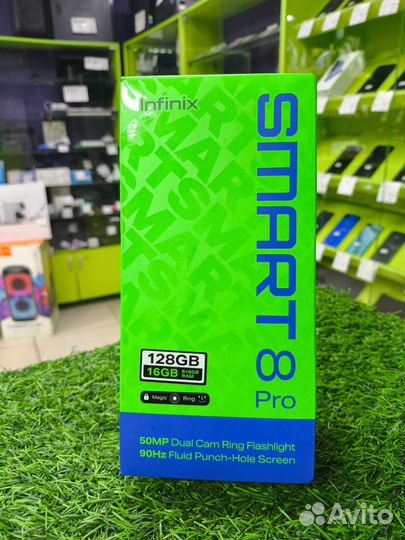 Infinix
SMART 8
Pro
128GB
16GB 8+8GB RAM
Magic Ring
50MP Dual Cam Ring Flashlight
90Hz Fluid Punch-Hole Screen
Avito